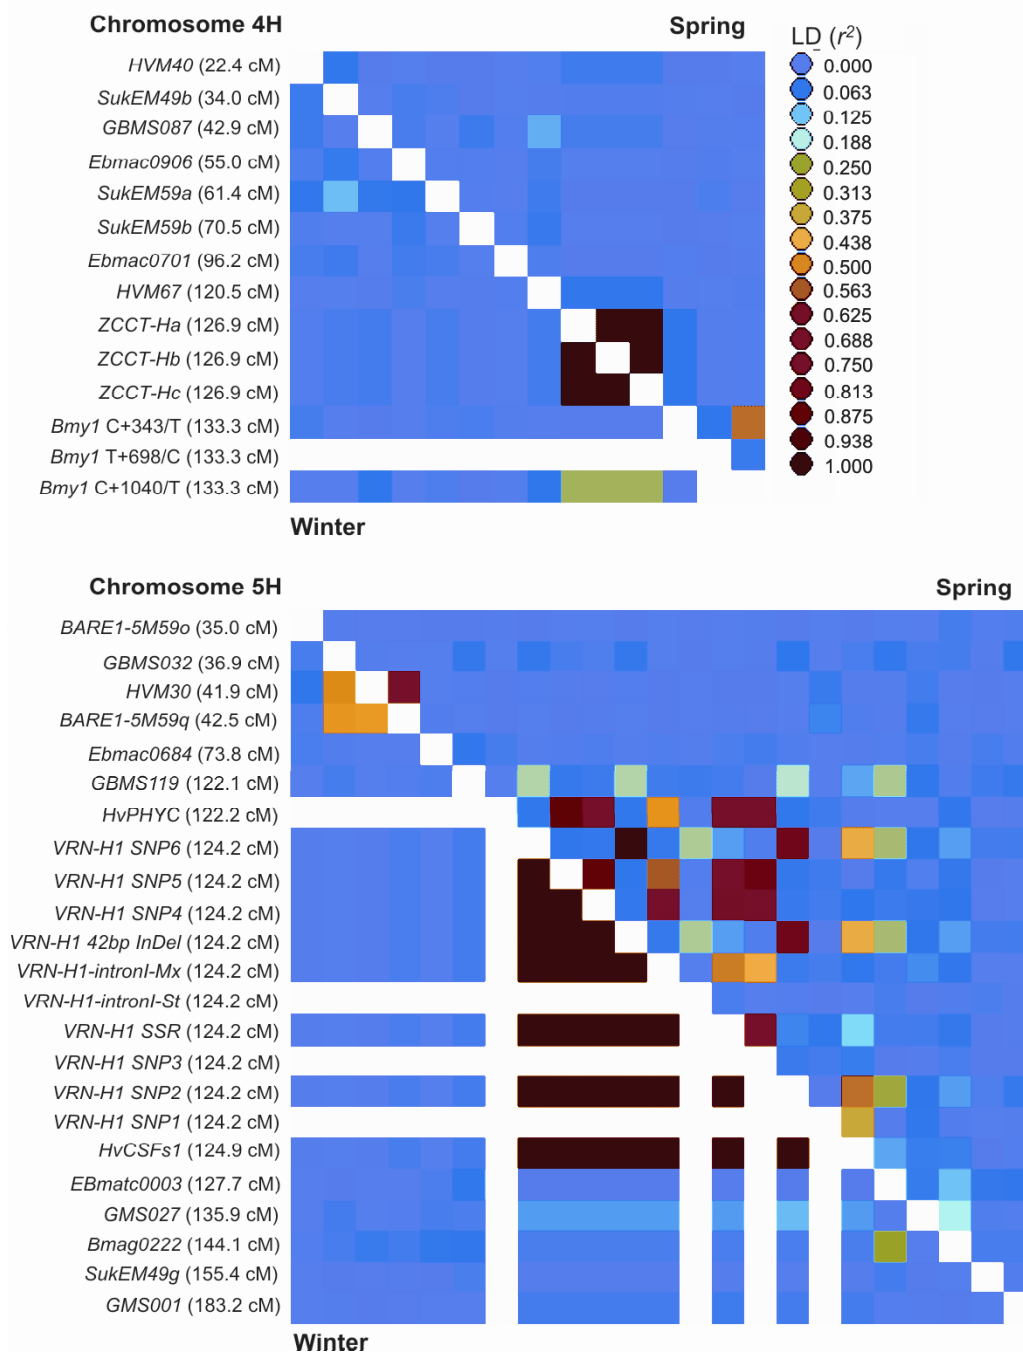 Chromosome 4H
Spring
LD (r²)
HVM40 (22.4 cM)
SukEM49b (34.0 cM)
GBMS087 (42.9 cM)
Ebmac0906 (55.0 cM)
SukEM59a (61.4 cM)
SukEM59b (70.5 cM)
Ebmac0701 (96.2 cM)
HVM67 (120.5 cM)
ZCCT-Ha (126.9 cM)
ZCCT-Hb (126.9 cM)
ZCCT-Hc (126.9 cM)
Bmy1 C+343/T (133.3 cM)
Bmy1 T+698/C (133.3 cM)
Bmy1 C+1040/T (133.3 cM)
0.000
0.063
0.125
0.188
0.250
0.313
0.375
0.438
0.500
0.563
0.625
0.688
0.750
0.813
0.875
0.938
1.000
Winter
Chromosome 5H
Spring
BARE1-5M59o (35.0 cM)
GBMS032 (36.9 cM)
HVM30 (41.9 cM)
BARE1-5M59q (42.5 cM)
Ebmac0684 (73.8 cM)
GBMS119 (122.1 cM)
HvPHYC (122.2 cM)
VRN-H1 SNP6 (124.2 cM)
VRN-H1 SNP5 (124.2 cM)
VRN-H1 SNP4 (124.2 cM)
VRN-H1 42bp InDel (124.2 cM)
VRN-H1-intronI-Mx (124.2 cM)
VRN-H1-intronI-St (124.2 cM)
VRN-H1 SSR (124.2 cM)
VRN-H1 SNP3 (124.2 cM)
VRN-H1 SNP2 (124.2 cM)
VRN-H1 SNP1 (124.2 cM)
HvCSFs1 (124.9 cM)
EBmatc0003 (127.7 cM)
GMS027 (135.9 cM)
Bmag0222 (144.1 cM)
SukEM49g (155.4 cM)
GMS001 (183.2 cM)
Winter